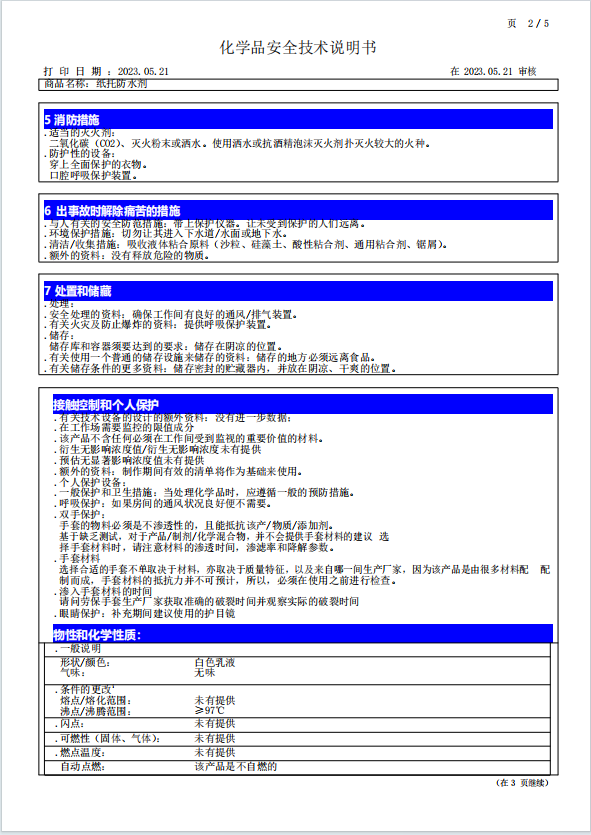 页 2/5
化学品安全技术说明书
打 印 日 期 : 2023.05.21 在 2023.05.21 审核
商品名称: 纸托防水剂
5 消防措施
.适当的灭火剂:
二氧化碳 (CO2)、灭火粉末或洒水。使用洒水或抗酒精泡沫灭火剂扑灭较大的火种。
.防护性的设备:
穿上全面保护的衣物。
口腔呼吸保护装置。
6 出事故时解除痛苦的措施
.与人有关的安全防范措施: 带上保护仪器。让未受到保护的人们远离。
.环境保护措施: 切勿让其进入下水道/水面或地下水。
.清洁/收集措施: 吸收液体粘合原料 (沙粒、硅藻土、酸性粘合剂、通用粘合剂、锯屑)。
.额外的资料: 没有释放危险的物质。
7 处置和储藏
.处理:
.安全处理的资料: 确保工作间有良好的通风/排气装置。
.有关火灾及防止爆炸的资料: 提供呼吸保护装置。
.储存:
储存库和容器须要达到的要求: 储存在阴凉的位置。
.有关使用一个普通的储存设施来储存的资料: 储存的地方必须远离食品。
.有关储存条件的更多资料: 储存密封的贮藏器内, 并放在阴凉、干爽的位置。
接触控制和个人保护
.有关技术设备的设计的额外资料: 没有进一步数据;
.在工作场需要监控的限值成分
.该产品不含任何必须在工作间受到监视的重要价值的材料。
.衍生无影响浓度值/衍生无影响浓度未有提供
.预估无显著影响浓度值未有提供
.额外的资料: 制作期间有效的清单将作为基础来使用。
.个人保护设备:
.一般保护和卫生措施: 当处理化学品时, 应遵循一般的预防措施。
.呼吸保护: 如果房间的通风状况良好便不需要。
.双手保护:
手套的物料必须是不渗透性的, 且能抵抗该产/物质/添加剂。
基于缺乏测试, 对于产品/制剂/化学混合物, 并不会提供手套材料的建议 选
择手套材料时, 请注意材料的渗透时间, 渗滤率和降解参数。
.手套材料
选择合适的手套不单取决于材料, 亦取决于质量特征, 以及来自哪一间生产厂家, 因为该产品是由很多材料配 配
制而成, 手套材料的抵抗力并不可预计, 所以, 必须在使用之前进行检查。
.渗入手套材料的时间
请问劳保手套生产厂家获取准确的破裂时间并观察实际的破裂时间
.眼睛保护: 补充期间建议使用的护目镜
物性和化学性质:
.一般说明
形状/颜色: 白色乳液
气味: 无味
.条件的更改
熔点/熔化范围: 未有提供
沸点/沸腾范围: ≥97℃
.闪点: 未有提供
.可燃性 (固体、气体): 未有提供
.燃点温度: 未有提供
自动点燃: 该产品是不自燃的
(在 3 页继续)